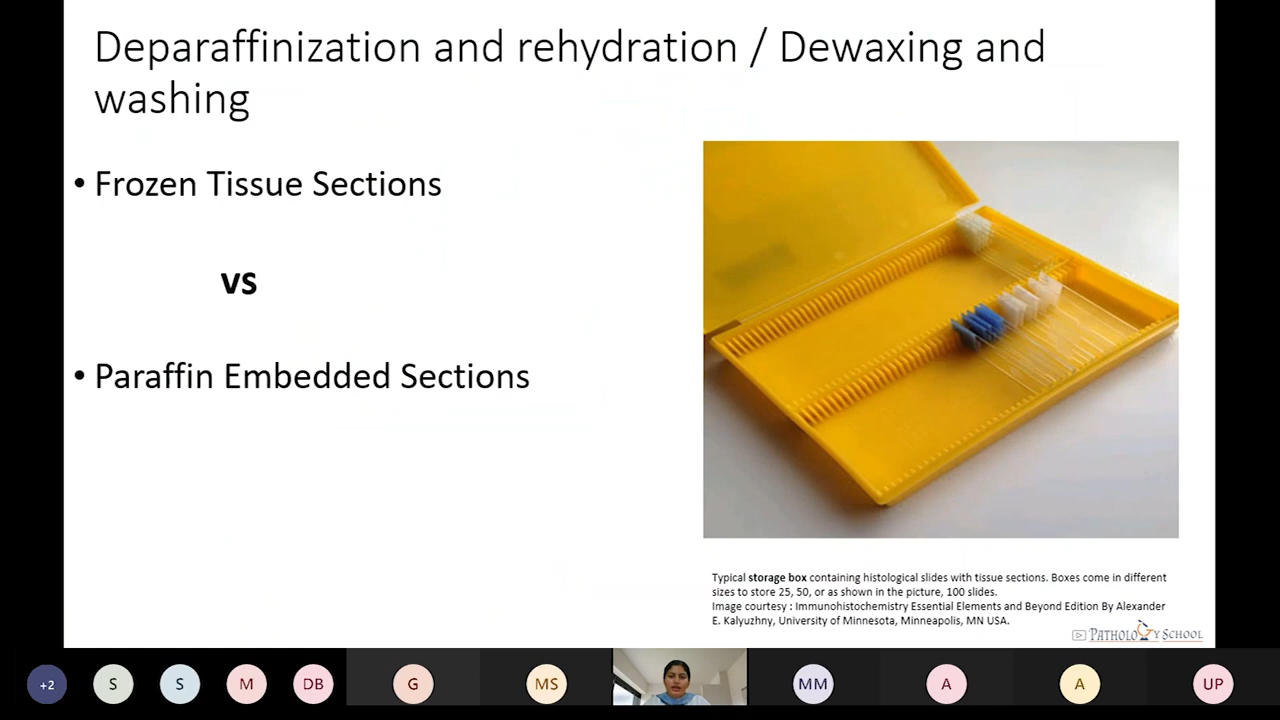 Deparaffinization and rehydration / Dewaxing and
washing
• Frozen Tissue Sections
vs
• Paraffin Embedded Sections
Typical storage box containing histological slides with tissue sections. Boxes come in different
sizes to store 25, 50, or as shown in the picture, 100 slides.
Image courtesy : Immunohistochemistry Essential Elements and Beyond Edition By Alexander
E. Kalyuzhny, University of Minnesota, Minneapolis, MN USA.
PATHOLOGY SCHOOL
+2 S S M DB G MS MM A A UP